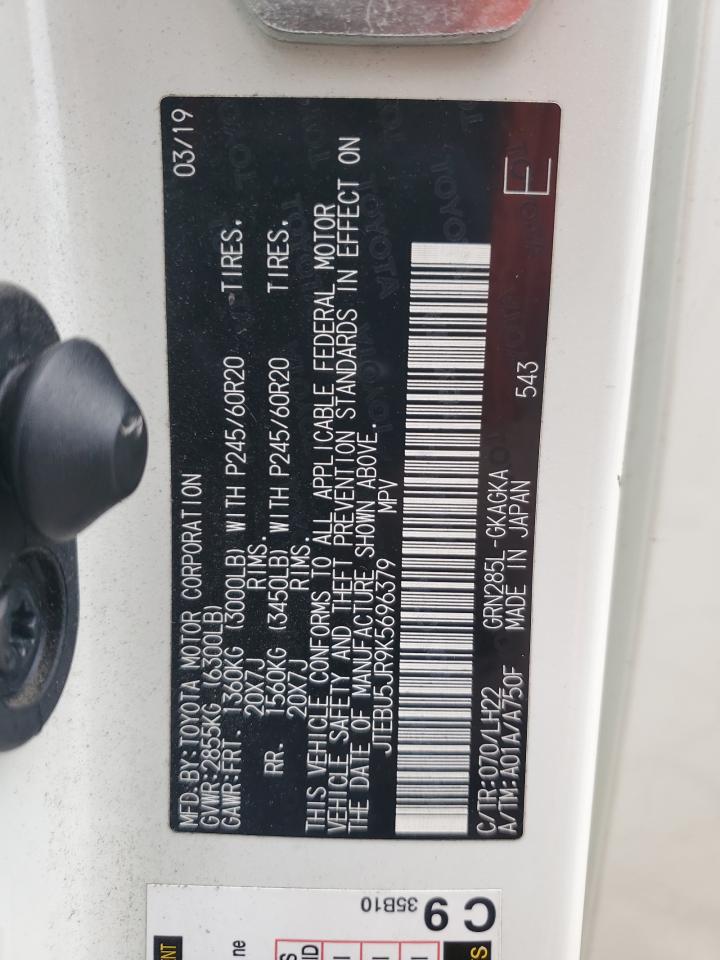 MFD.BY:TOYOTA MOTOR CORPORATION 03/19
GVWR:2855KG (6300LB)
GAWR:FRT. 1360KG (3000LB) WITH P245/60R20 TIRES.
20X7J RIMS.
RR. 1560KG (3450LB) WITH P245/60R20 TIRES.
20X7J RIMS.
THIS VEHICLE CONFORMS TO ALL APPLICABLE FEDERAL MOTOR
VEHICLE SAFETY AND THEFT PREVENTION STANDARDS IN EFFECT ON
THE DATE OF MANUFACTURE SHOWN ABOVE.
JTEBU5JR9K5696379 MPV
C/TR:070/LH22 GRN285L-GKAGKA 543
A/TM:A01A/A750F MADE IN JAPAN
E
C9
35B10